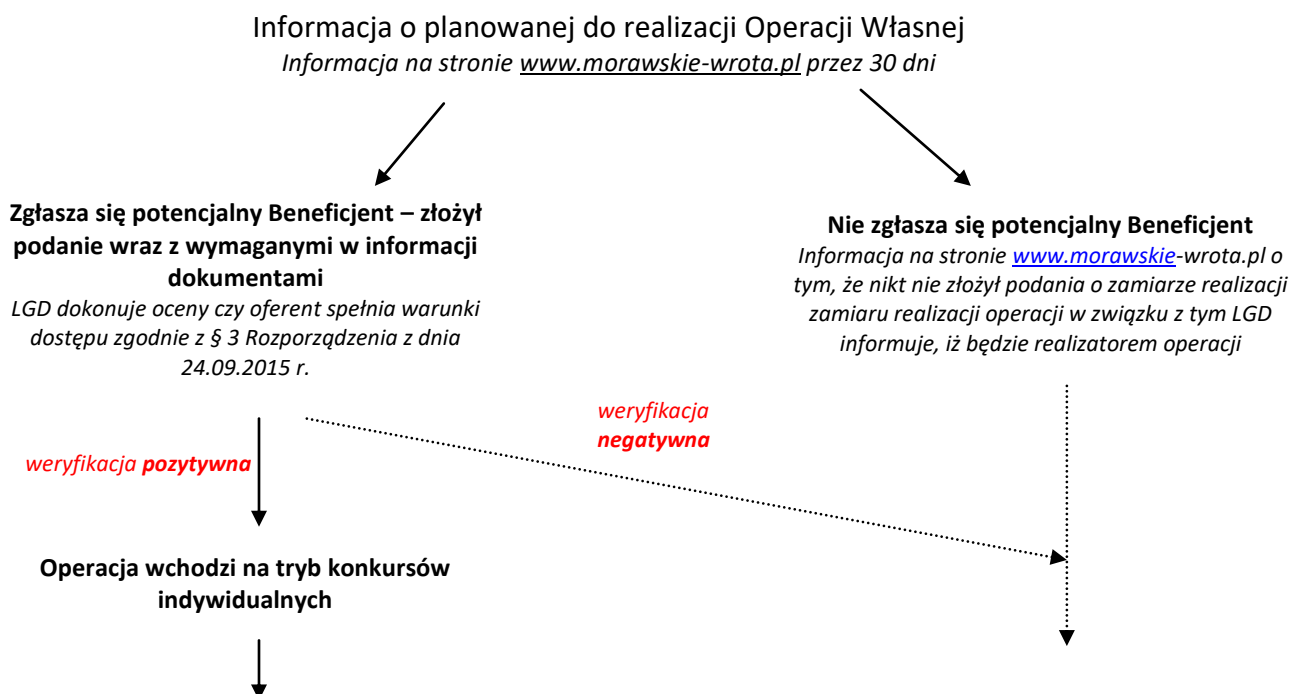 Informacja o planowanej do realizacji Operacji Własnej
Informacja na stronie www.morawskie-wrota.pl przez 30 dni
Zgłasza się potencjalny Beneficjent – złożył
podanie wraz z wymaganymi w informacji
dokumentami
LGD dokonuje oceny czy oferent spełnia warunki
dostępu zgodnie z § 3 Rozporządzenia z dnia
24.09.2015 r.
Nie zgłasza się potencjalny Beneficjent
Informacja na stronie www.morawskie-wrota.pl o
tym, że nikt nie złożył podania o zamiarze realizacji
zamiaru realizacji operacji w związku z tym LGD
informuje, iż będzie realizatorem operacji
weryfikacja
negatywna
weryfikacja pozytywna
Operacja wchodzi na tryb konkursów
indywidualnych